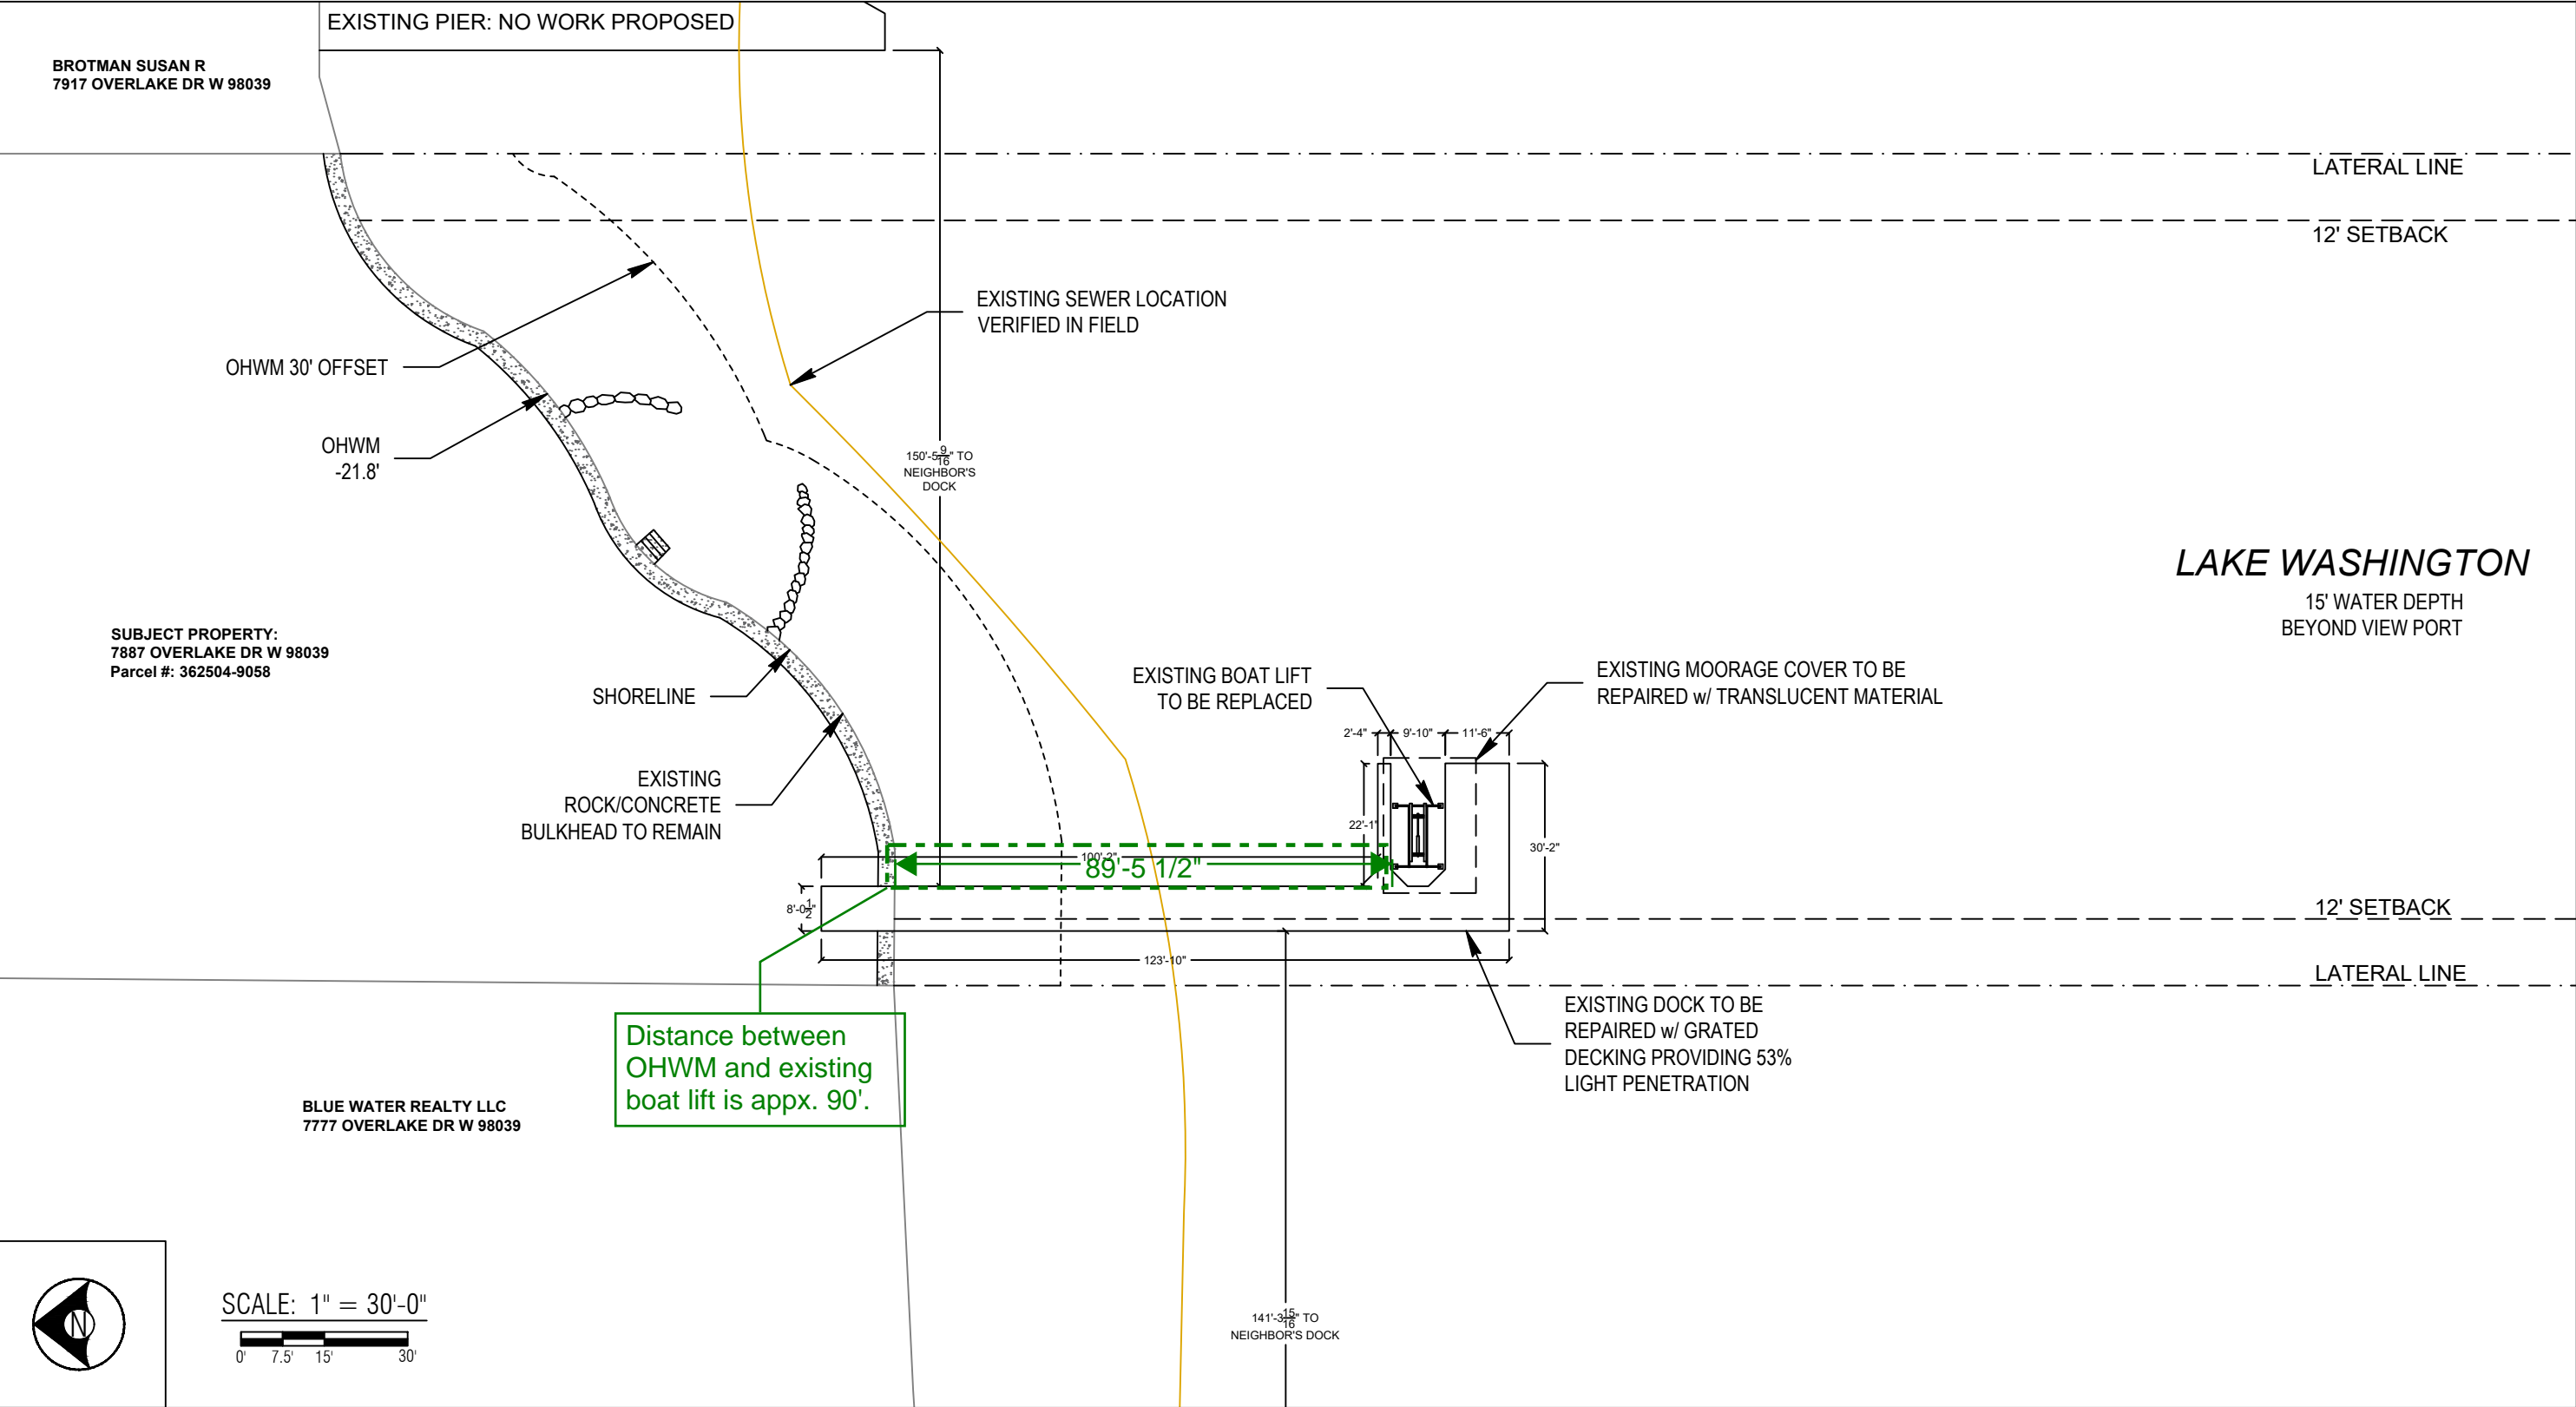 EXISTING PIER: NO WORK PROPOSED
BROTMAN SUSAN R
7917 OVERLAKE DR W 98039
LATERAL LINE
12' SETBACK
EXISTING SEWER LOCATION
VERIFIED IN FIELD
OHWM 30' OFFSET
OHWM
-21.8'
150'-5 9/16" TO
NEIGHBOR'S
DOCK
LAKE WASHINGTON
15' WATER DEPTH
BEYOND VIEW PORT
SUBJECT PROPERTY:
7887 OVERLAKE DR W 98039
Parcel #: 362504-9058
SHORELINE
EXISTING BOAT LIFT
TO BE REPLACED
EXISTING MOORAGE COVER TO BE
REPAIRED w/ TRANSLUCENT MATERIAL
2'-4"
9'-10"
11'-6"
EXISTING
ROCK/CONCRETE
BULKHEAD TO REMAIN
22'-1"
30'-2"
100'-2"
89'-5 1/2"
8'-0 1/2"
12' SETBACK
123'-10"
LATERAL LINE
EXISTING DOCK TO BE
REPAIRED w/ GRATED
DECKING PROVIDING 53%
LIGHT PENETRATION
Distance between
OHWM and existing
boat lift is appx. 90'.
BLUE WATER REALTY LLC
7777 OVERLAKE DR W 98039
N
SCALE: 1" = 30'-0"
0' 7.5' 15' 30'
141'-3 15/16" TO
NEIGHBOR'S DOCK